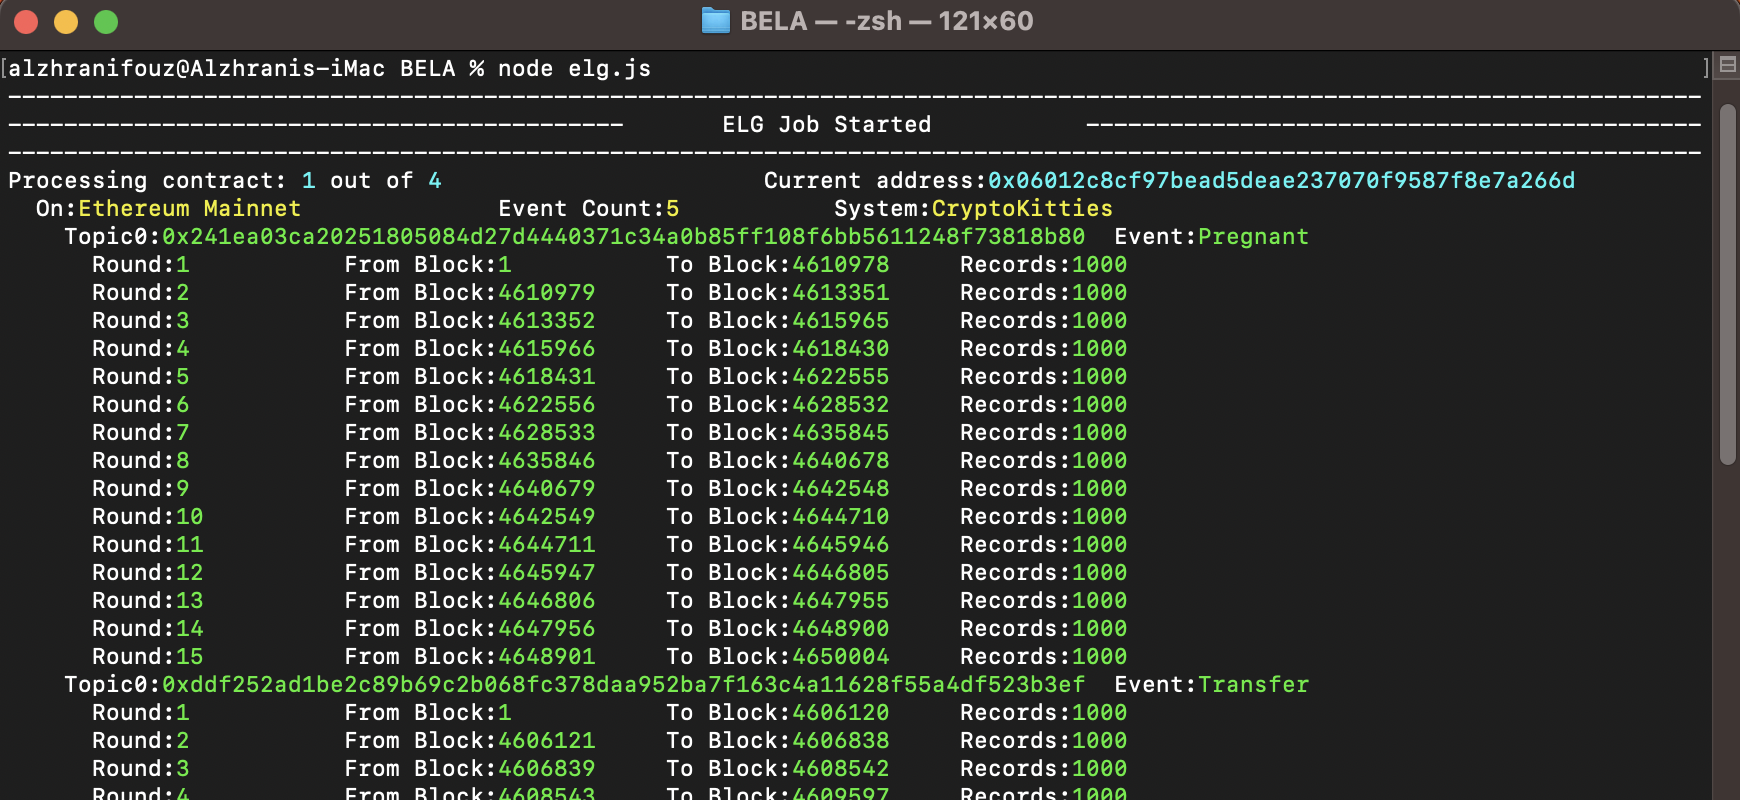 BELA — -zsh — 121×60
[alzhranifouz@Alzhranis-iMac BELA % node elg.js ]
-------------------------------------------------------------------------------------------------------------------------
-------------------------------------------- ELG Job Started --------------------------------------------
-------------------------------------------------------------------------------------------------------------------------
Processing contract: 1 out of 4 Current address:0x06012c8cf97bead5deae237070f9587f8e7a266d
On:Ethereum Mainnet Event Count:5 System:CryptoKitties
Topic0:0x241ea03ca20251805084d27d4440371c34a0b85ff108f6bb5611248f73818b80 Event:Pregnant
Round:1 From Block:1 To Block:4610978 Records:1000
Round:2 From Block:4610979 To Block:4613351 Records:1000
Round:3 From Block:4613352 To Block:4615965 Records:1000
Round:4 From Block:4615966 To Block:4618430 Records:1000
Round:5 From Block:4618431 To Block:4622555 Records:1000
Round:6 From Block:4622556 To Block:4628532 Records:1000
Round:7 From Block:4628533 To Block:4635845 Records:1000
Round:8 From Block:4635846 To Block:4640678 Records:1000
Round:9 From Block:4640679 To Block:4642548 Records:1000
Round:10 From Block:4642549 To Block:4644710 Records:1000
Round:11 From Block:4644711 To Block:4645946 Records:1000
Round:12 From Block:4645947 To Block:4646805 Records:1000
Round:13 From Block:4646806 To Block:4647955 Records:1000
Round:14 From Block:4647956 To Block:4648900 Records:1000
Round:15 From Block:4648901 To Block:4650004 Records:1000
Topic0:0xddf252ad1be2c89b69c2b068fc378daa952ba7f163c4a11628f55a4df523b3ef Event:Transfer
Round:1 From Block:1 To Block:4606120 Records:1000
Round:2 From Block:4606121 To Block:4606838 Records:1000
Round:3 From Block:4606839 To Block:4608542 Records:1000
Round:4 From Block:4608543 To Block:4609597 Records:1000